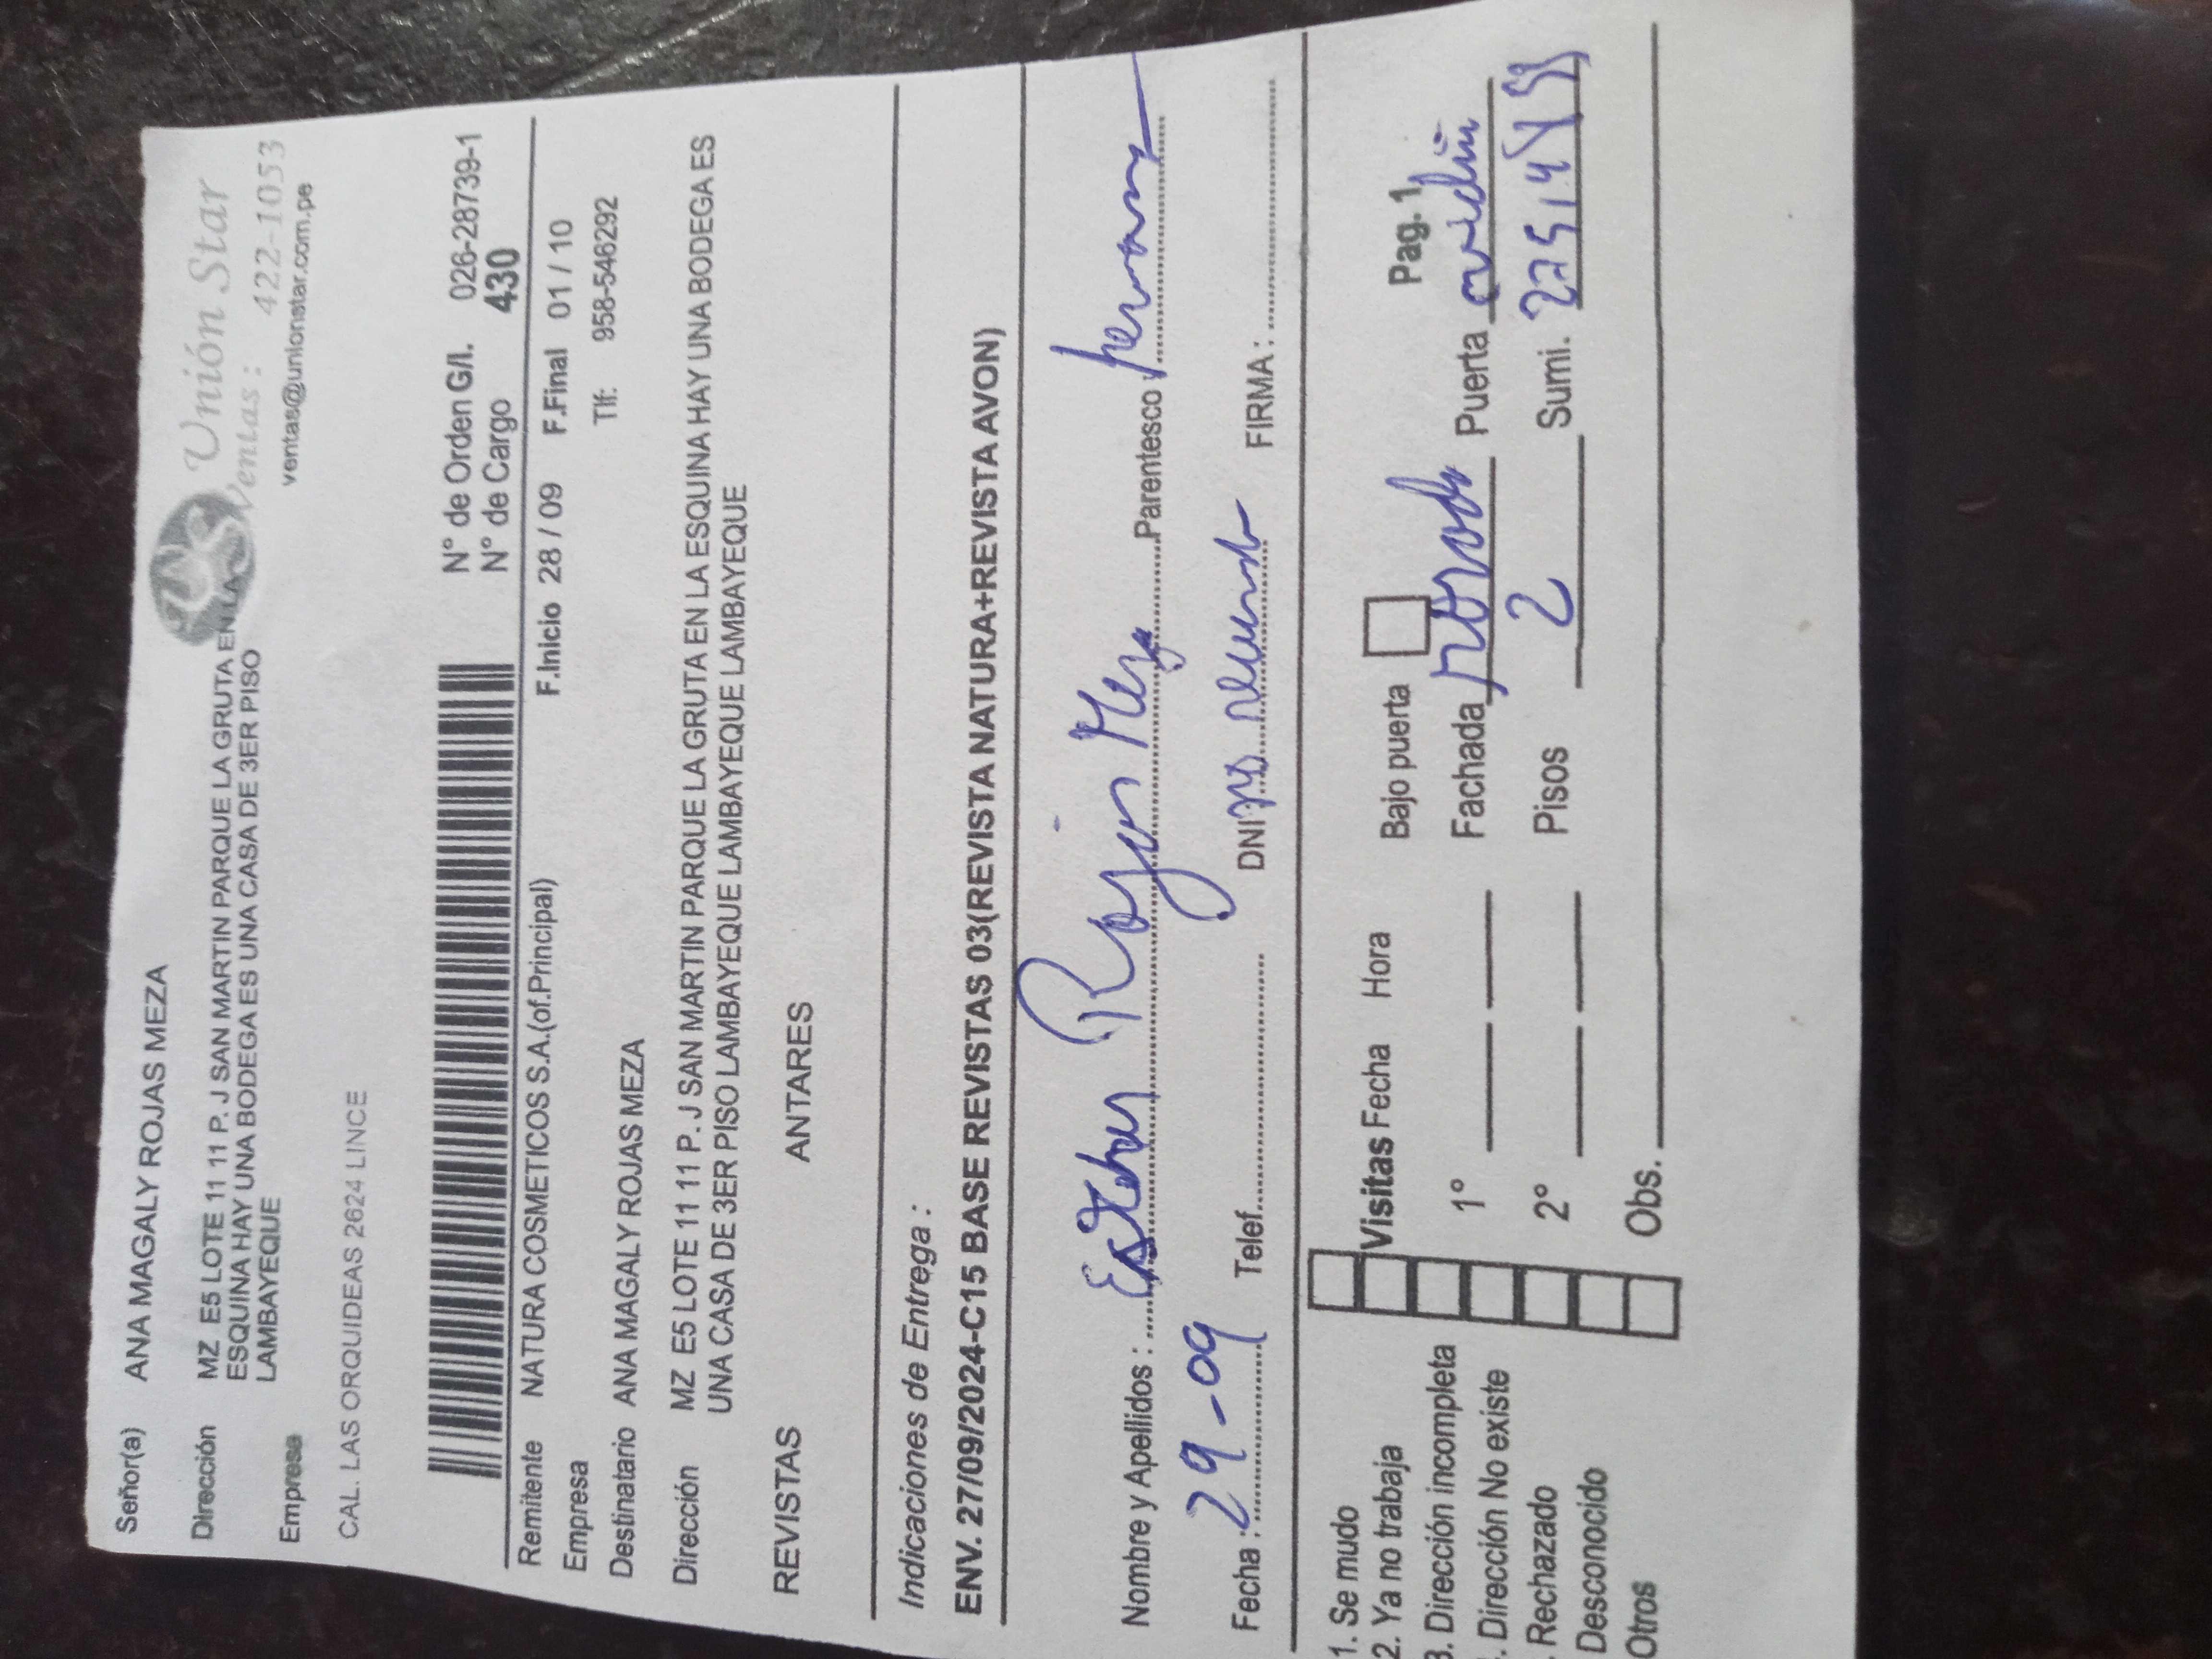 Señor(a) ANA MAGALY ROJAS MEZA
Unión Star
Ventas : 422-1053
ventas@unionstar.com.pe
Dirección MZ E5 LOTE 11 11 P. J SAN MARTIN PARQUE LA GRUTA EN LA
ESQUINA HAY UNA BODEGA ES UNA CASA DE 3ER PISO
LAMBAYEQUE
Empresa
CAL. LAS ORQUIDEAS 2624 LINCE
N° de Orden G/I. 026-28739-1
N° de Cargo 430
Remitente NATURA COSMETICOS S.A.(of.Principal) F.Inicio 28 / 09 F.Final 01 / 10
Empresa Tlf: 958-546292
Destinatario ANA MAGALY ROJAS MEZA
Dirección MZ E5 LOTE 11 11 P. J SAN MARTIN PARQUE LA GRUTA EN LA ESQUINA HAY UNA BODEGA ES
UNA CASA DE 3ER PISO LAMBAYEQUE LAMBAYEQUE LAMBAYEQUE
REVISTAS ANTARES
Indicaciones de Entrega :
ENV. 27/09/2024-C15 BASE REVISTAS 03(REVISTA NATURA+REVISTA AVON)
Nombre y Apellidos : Esther Rojas Meza Parentesco hermana
Fecha : 29-09 Telef. DNI no recuerda FIRMA :
1. Se mudo
2. Ya no trabaja Visitas Fecha Hora Bajo puerta Pag. 1
3. Dirección incompleta 1° Fachada Puerta
. Dirección No existe
Rechazado 2° Pisos 2 Sumi.
Desconocido
Otros Obs.